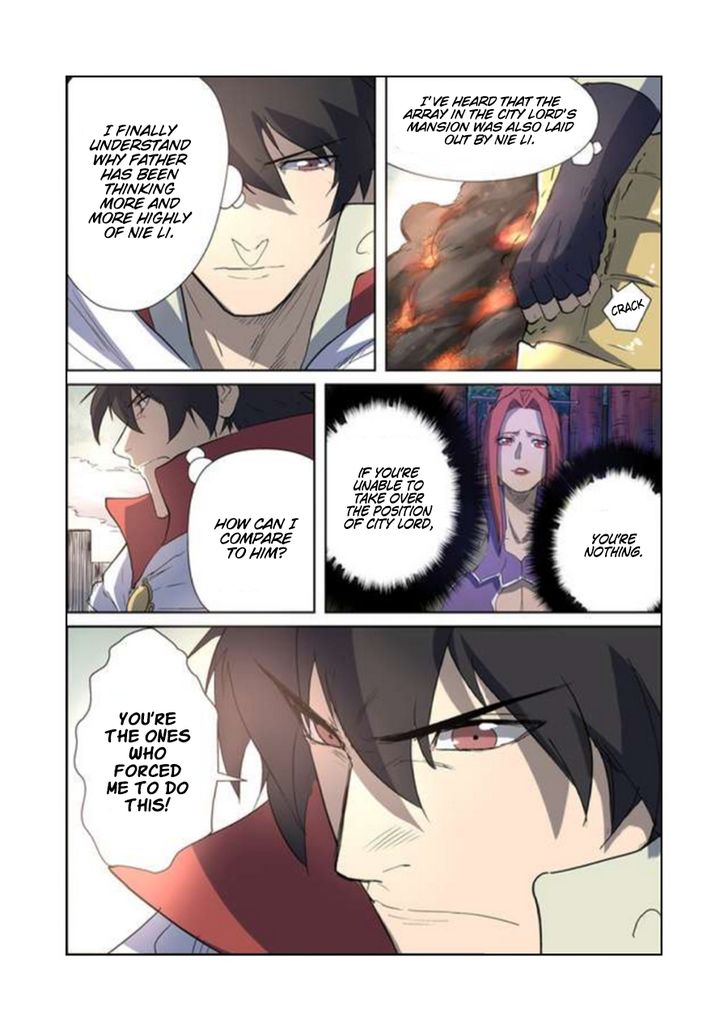 I FINALLY
UNDERSTAND
WHY FATHER
HAS BEEN
THINKING
MORE AND
MORE HIGHLY
OF NIE LI.
I'VE HEARD THAT THE
ARRAY IN THE CITY LORD'S
MANSION WAS ALSO LAID
OUT BY NIE LI.
CRACK
HOW CAN I
COMPARE
TO HIM?
IF YOU'RE
UNABLE TO
TAKE OVER
THE POSITION
OF CITY LORD,
YOU'RE
NOTHING.
YOU'RE
THE ONES
WHO
FORCED
ME TO DO
THIS!